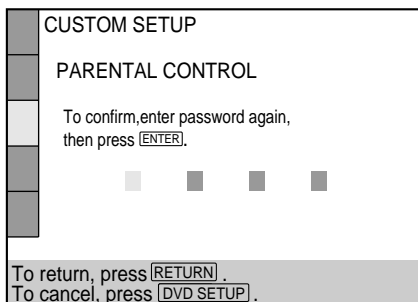 CUSTOM SETUP
PARENTAL CONTROL
To confirm,enter password again,
then press ENTER.
To return, press RETURN .
To cancel, press DVD SETUP .